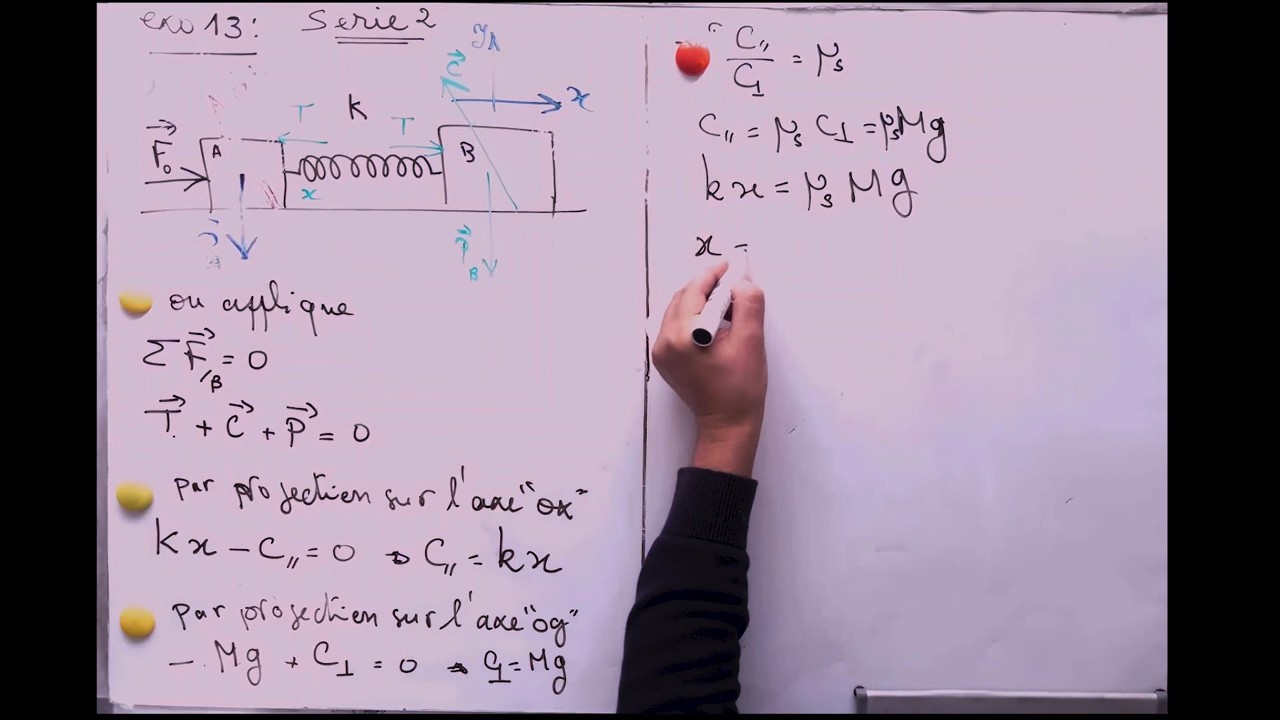 exo 13: Serie 2
y
C
x
T K T
F₀ A B
x
P_A P_B
on applique
ΣF⃗/B = 0
T⃗ + C⃗ + P⃗ = 0
par projection sur l'axe "ox"
Kx - C// = 0 → C// = kx
par projection sur l'axe "oy"
- Mg + C⊥ = 0 → C⊥ = Mg
C// / C⊥ = μs
C// = μs C⊥ = μs Mg
kx = μs Mg
x =